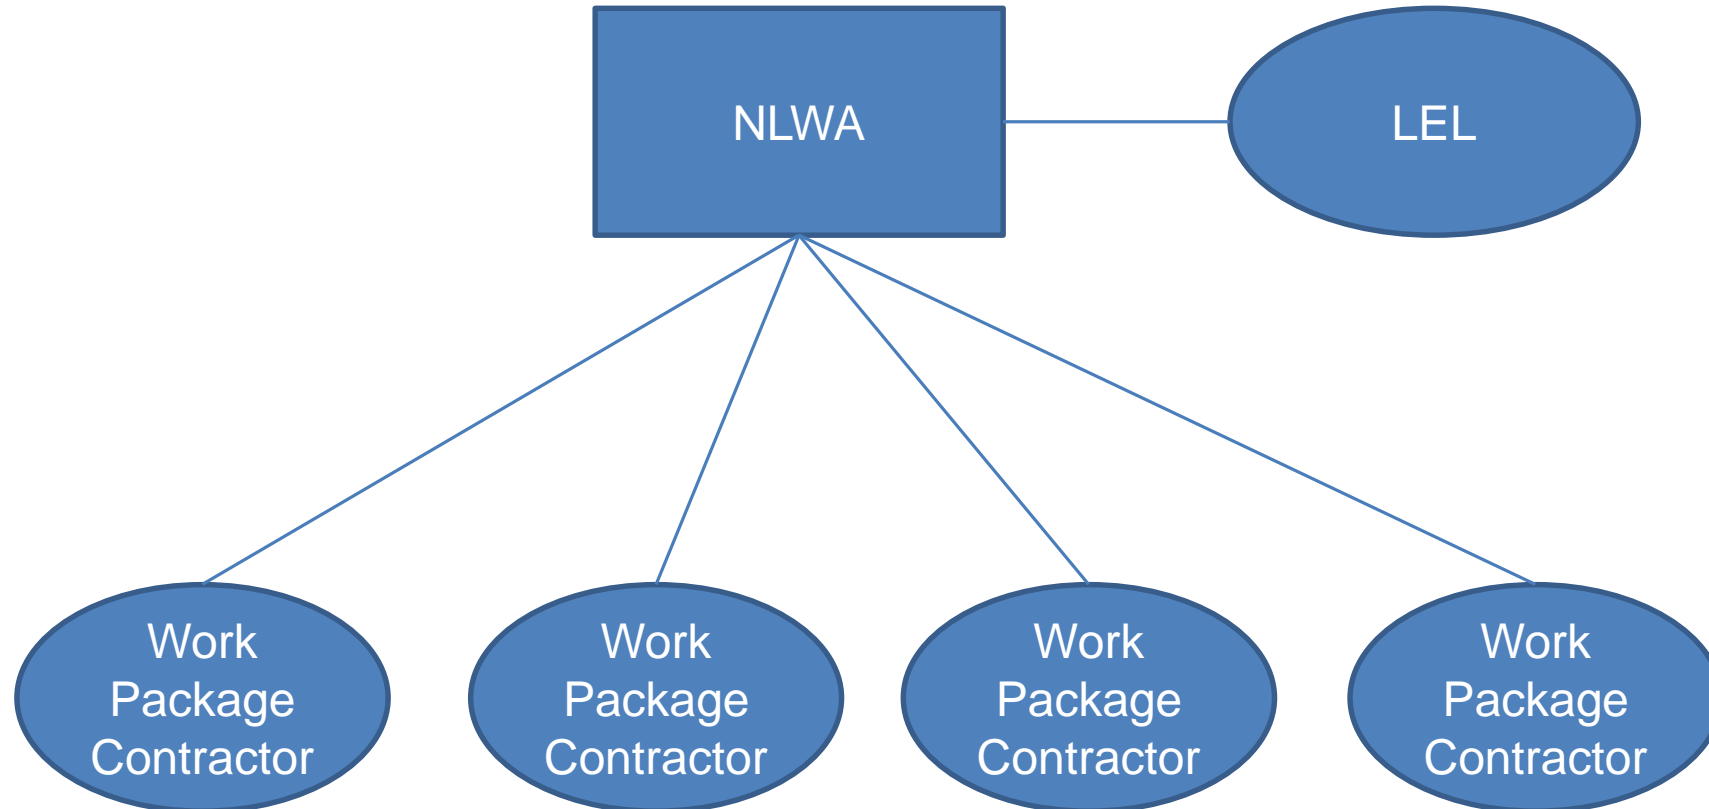 NLWA
LEL
Work
Package
Contractor
Work
Package
Contractor
Work
Package
Contractor
Work
Package
Contractor